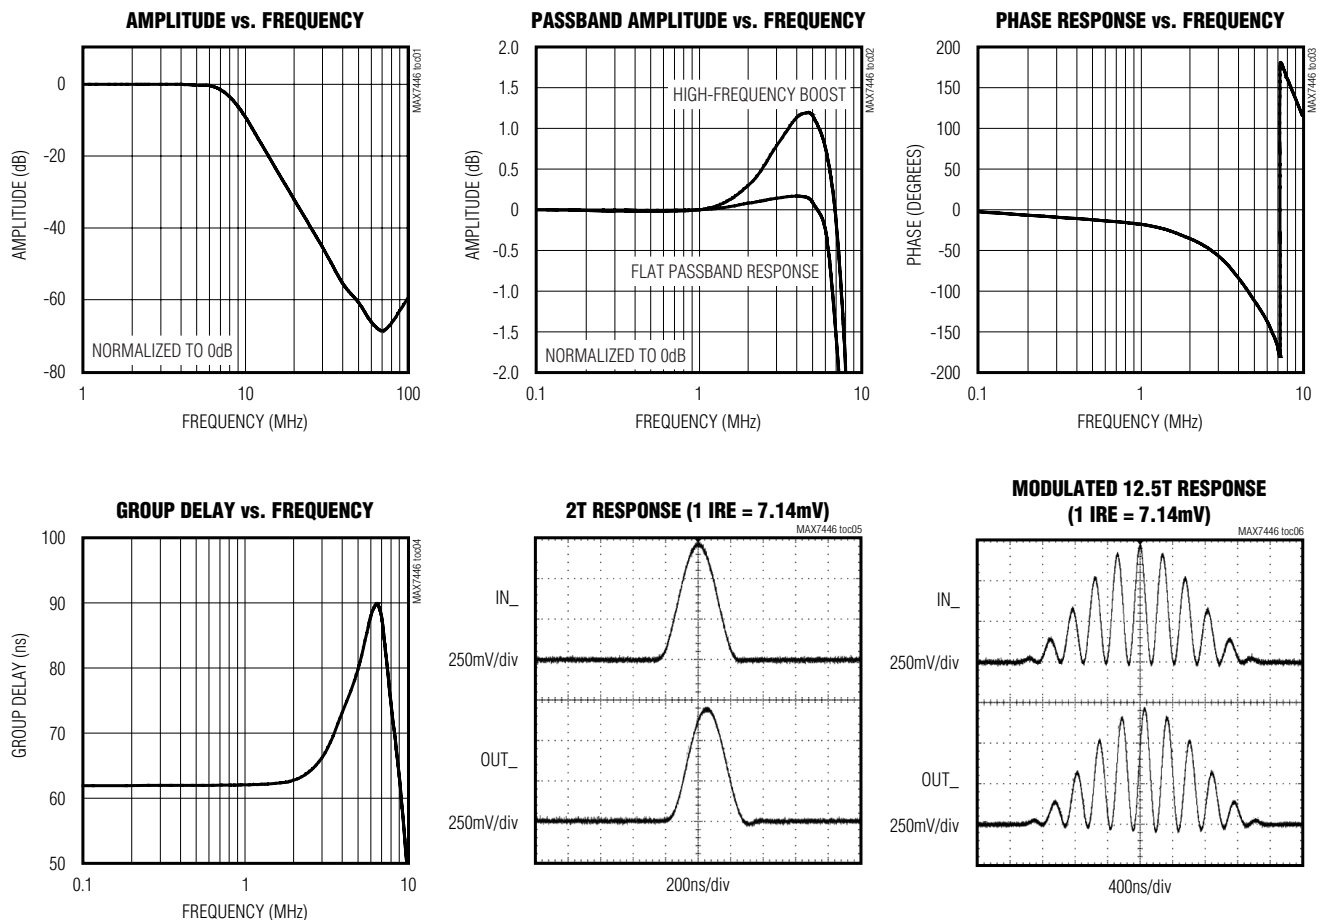 AMPLITUDE vs. FREQUENCY
MAX7446 toc01
0
-20
-40
-60
-80
AMPLITUDE (dB)
NORMALIZED TO 0dB
1
10
100
FREQUENCY (MHz)
PASSBAND AMPLITUDE vs. FREQUENCY
MAX7446 toc02
2.0
1.5
1.0
0.5
0
-0.5
-1.0
-1.5
-2.0
AMPLITUDE (dB)
HIGH-FREQUENCY BOOST
FLAT PASSBAND RESPONSE
NORMALIZED TO 0dB
0.1
1
10
FREQUENCY (MHz)
PHASE RESPONSE vs. FREQUENCY
MAX7446 toc03
200
150
100
50
0
-50
-100
-150
-200
PHASE (DEGREES)
0.1
1
10
FREQUENCY (MHz)
GROUP DELAY vs. FREQUENCY
MAX7446 toc04
100
90
80
70
60
50
GROUP DELAY (ns)
0.1
1
10
FREQUENCY (MHz)
2T RESPONSE (1 IRE = 7.14mV)
MAX7446 toc05
IN_
250mV/div
OUT_
250mV/div
200ns/div
MODULATED 12.5T RESPONSE
(1 IRE = 7.14mV)
MAX7446 toc06
IN_
250mV/div
OUT_
250mV/div
400ns/div